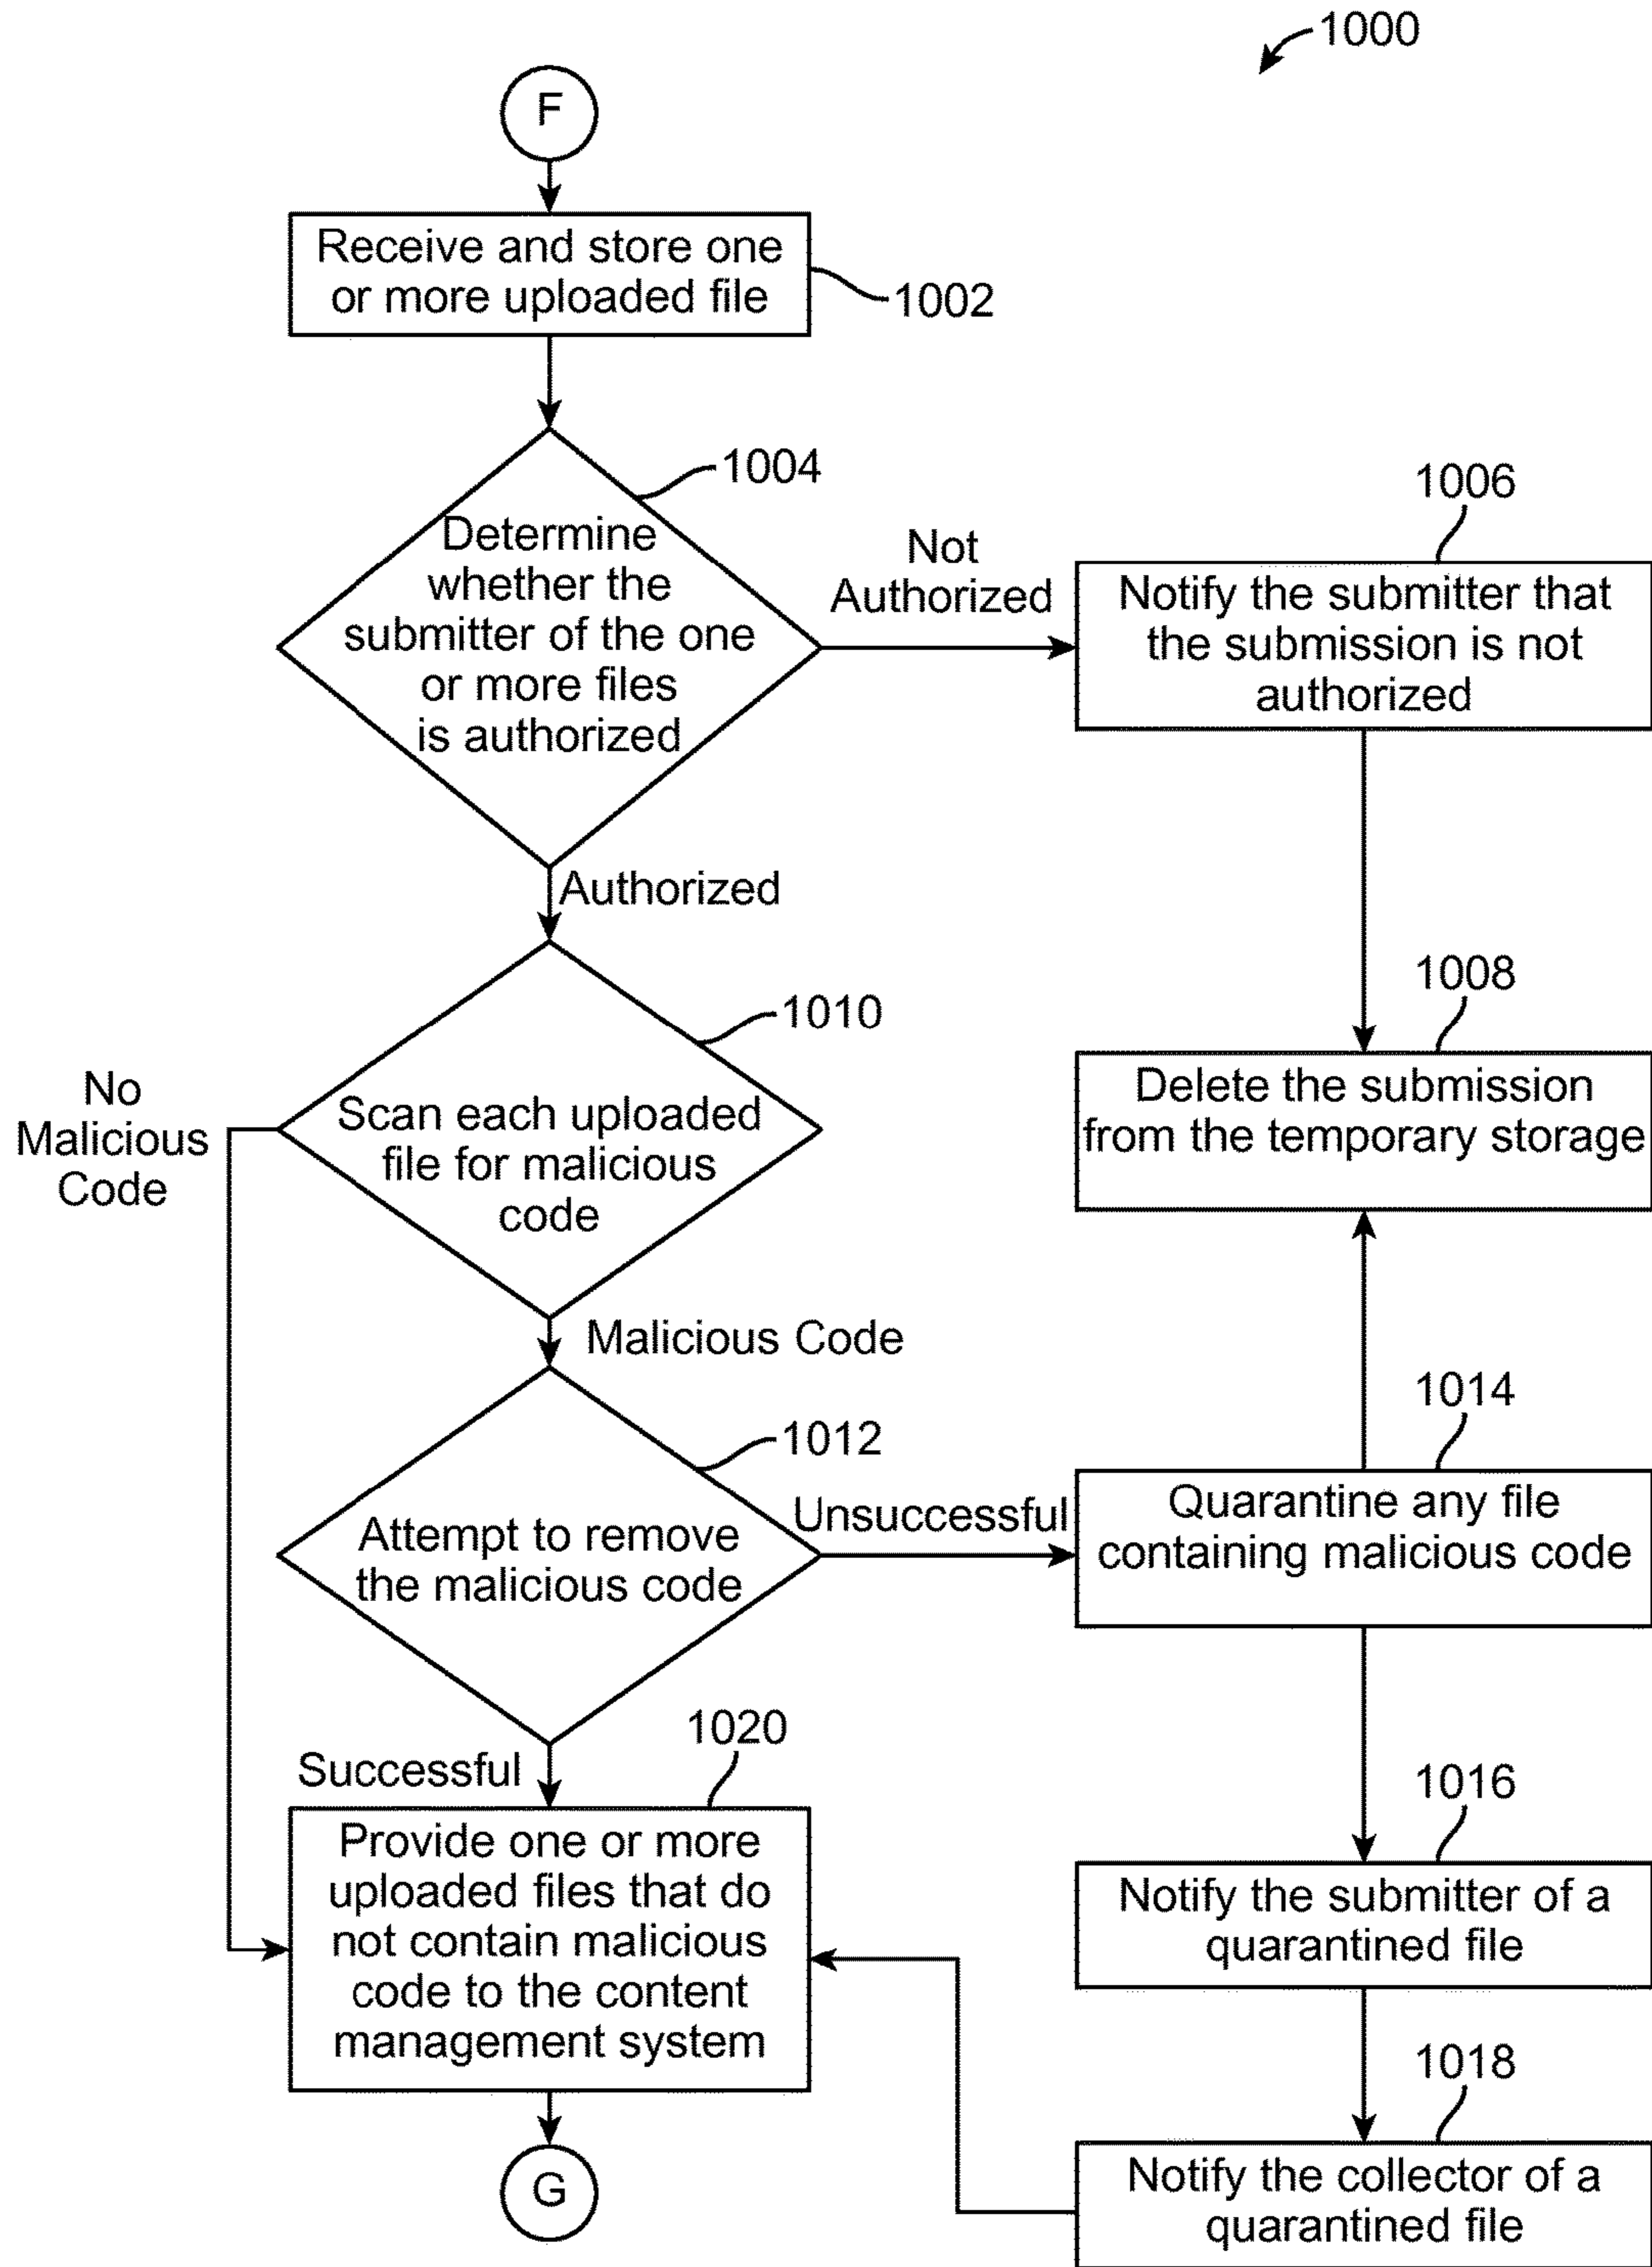 1000
F
Receive and store one
or more uploaded file
1002
1004
Determine
whether the
submitter of the one
or more files
is authorized
Not
Authorized
1006
Notify the submitter that
the submission is not
authorized
Authorized
1008
Delete the submission
from the temporary storage
1010
Scan each uploaded
file for malicious
code
No
Malicious
Code
Malicious Code
1012
Attempt to remove
the malicious code
Unsuccessful
1014
Quarantine any file
containing malicious code
Successful
1020
Provide one or more
uploaded files that do
not contain malicious
code to the content
management system
1016
Notify the submitter of a
quarantined file
1018
Notify the collector of a
quarantined file
G